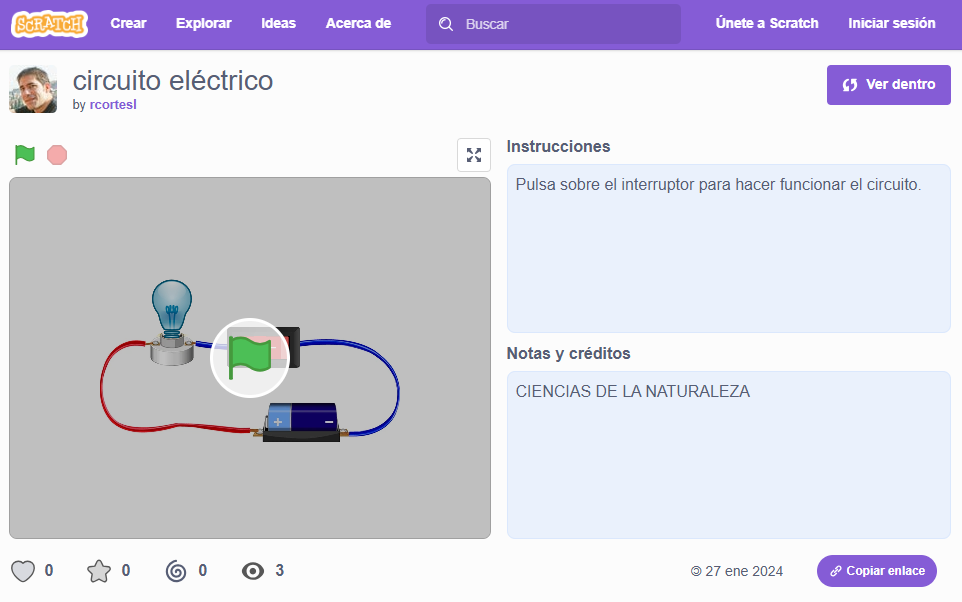 SCRATCH Crear Explorar Ideas Acerca de Buscar Únete a Scratch Iniciar sesión
circuito eléctrico
by rcortesl
Ver dentro
Instrucciones
Pulsa sobre el interruptor para hacer funcionar el circuito.
+ −
Notas y créditos
CIENCIAS DE LA NATURALEZA
0 0 0 3
© 27 ene 2024
Copiar enlace